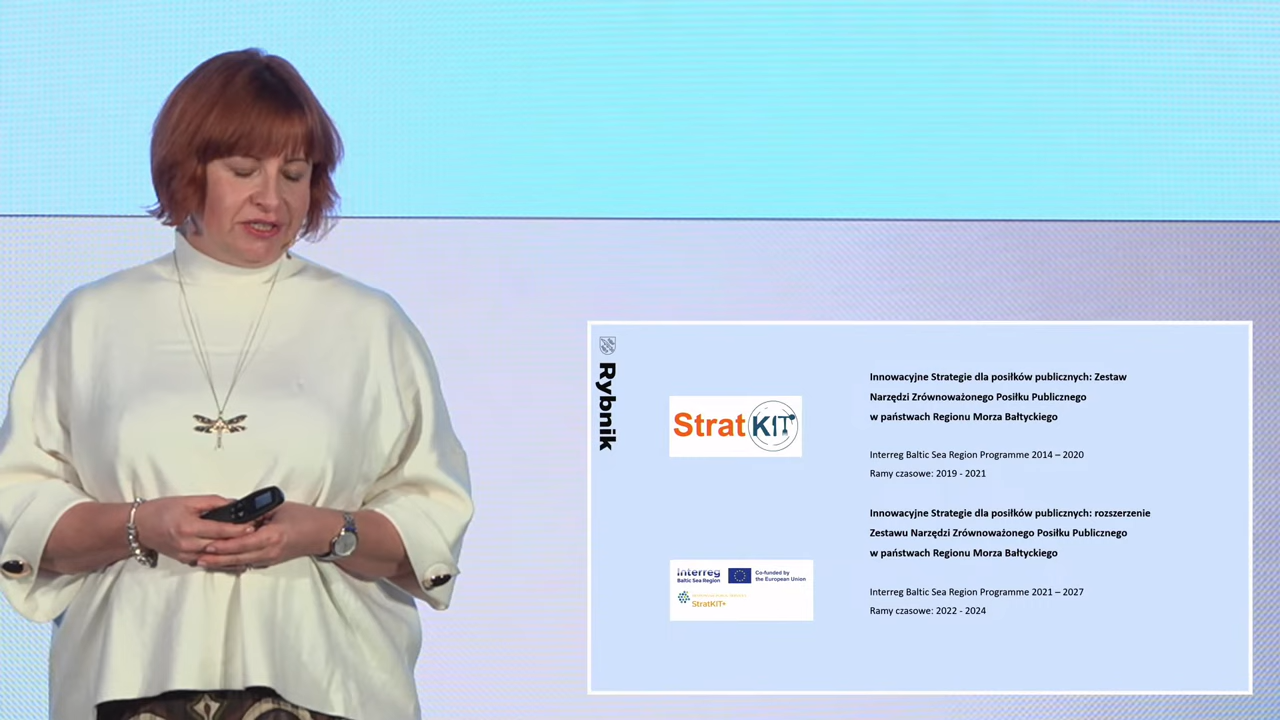 Rybnik
Strat KIT
Innowacyjne Strategie dla posiłków publicznych: Zestaw
Narzędzi Zrównoważonego Posiłku Publicznego
w państwach Regionu Morza Bałtyckiego
Interreg Baltic Sea Region Programme 2014 – 2020
Ramy czasowe: 2019 - 2021
Innowacyjne Strategie dla posiłków publicznych: rozszerzenie
Zestawu Narzędzi Zrównoważonego Posiłku Publicznego
w państwach Regionu Morza Bałtyckiego
Interreg
Baltic Sea Region
Co-funded by
the European Union
StratKIT+
Interreg Baltic Sea Region Programme 2021 – 2027
Ramy czasowe: 2022 - 2024